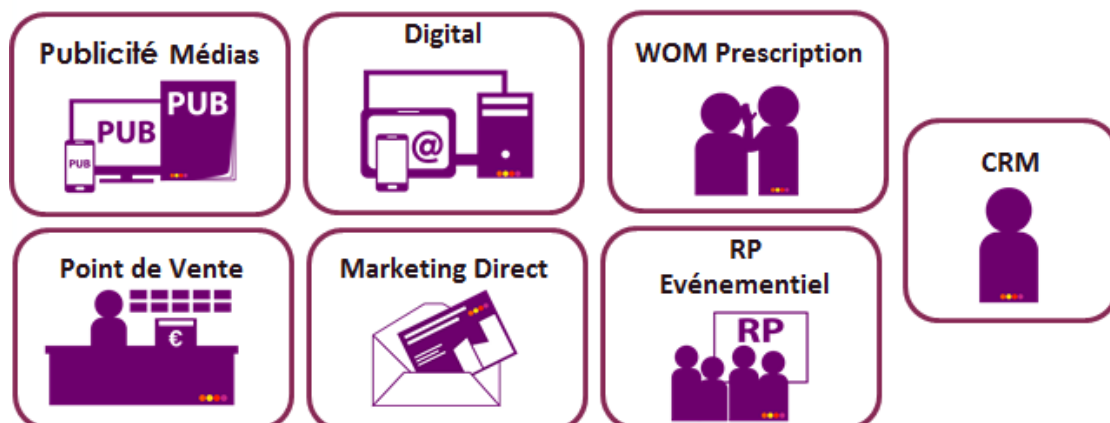 Publicité Médias
PUB
PUB
PUB
Digital
@
WOM Prescription
CRM
Point de Vente
€
Marketing Direct
RP
Evénementiel
RP